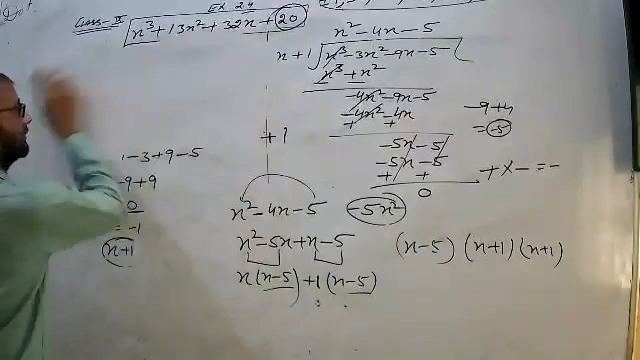 Class-IX Ex 2.4
x³+13x²+32x+20
x²-4x-5
x+1 x³-3x²-9x-5
x³+x²
-4x²-9x-5
-4x²-4x
+ +
-5x-5
-5x-5
+ +
0
-9+4
=-5
+×-=-
+1
1-3+9-5
-9+9
0
=-1
x+1
x²-4x-5
-5x²
x²-5x+x-5
x(x-5)+1(x-5)
(x-5)(x+1)(x+1)